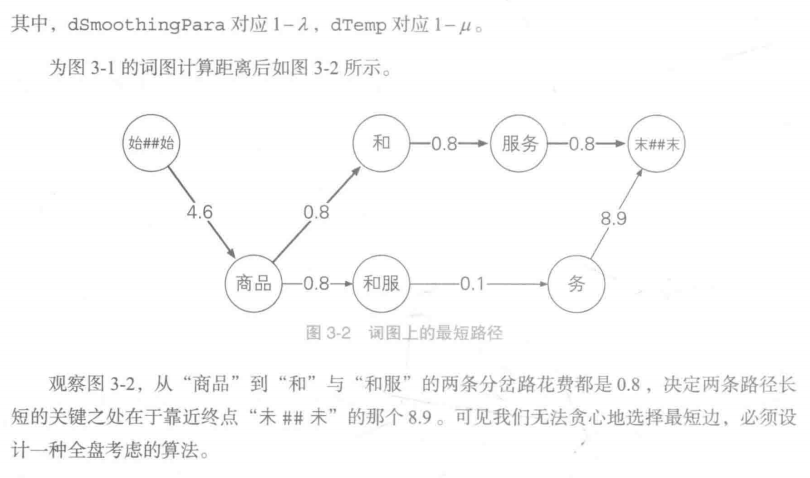 其中，dSmoothingPara 对应 1-λ，dTemp 对应 1-μ。
为图 3-1 的词图计算距离后如图 3-2 所示。
始##始
和
0.8
服务
0.8
末##末
4.6
0.8
8.9
商品
0.8
和服
0.1
务
图 3-2 词图上的最短路径
观察图 3-2，从“商品”到“和”与“和服”的两条分岔路花费都是 0.8，决定两条路径长
短的关键之处在于靠近终点“未 ## 未”的那个 8.9。可见我们无法贪心地选择最短边，必须设
计一种全盘考虑的算法。